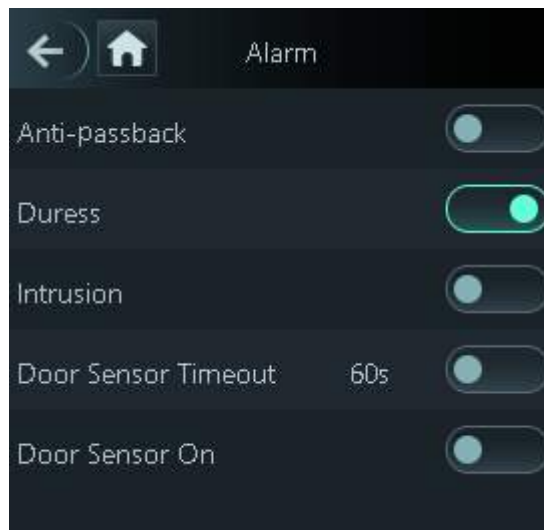 Alarm
Anti-passback
Duress
Intrusion
Door Sensor Timeout 60s
Door Sensor On